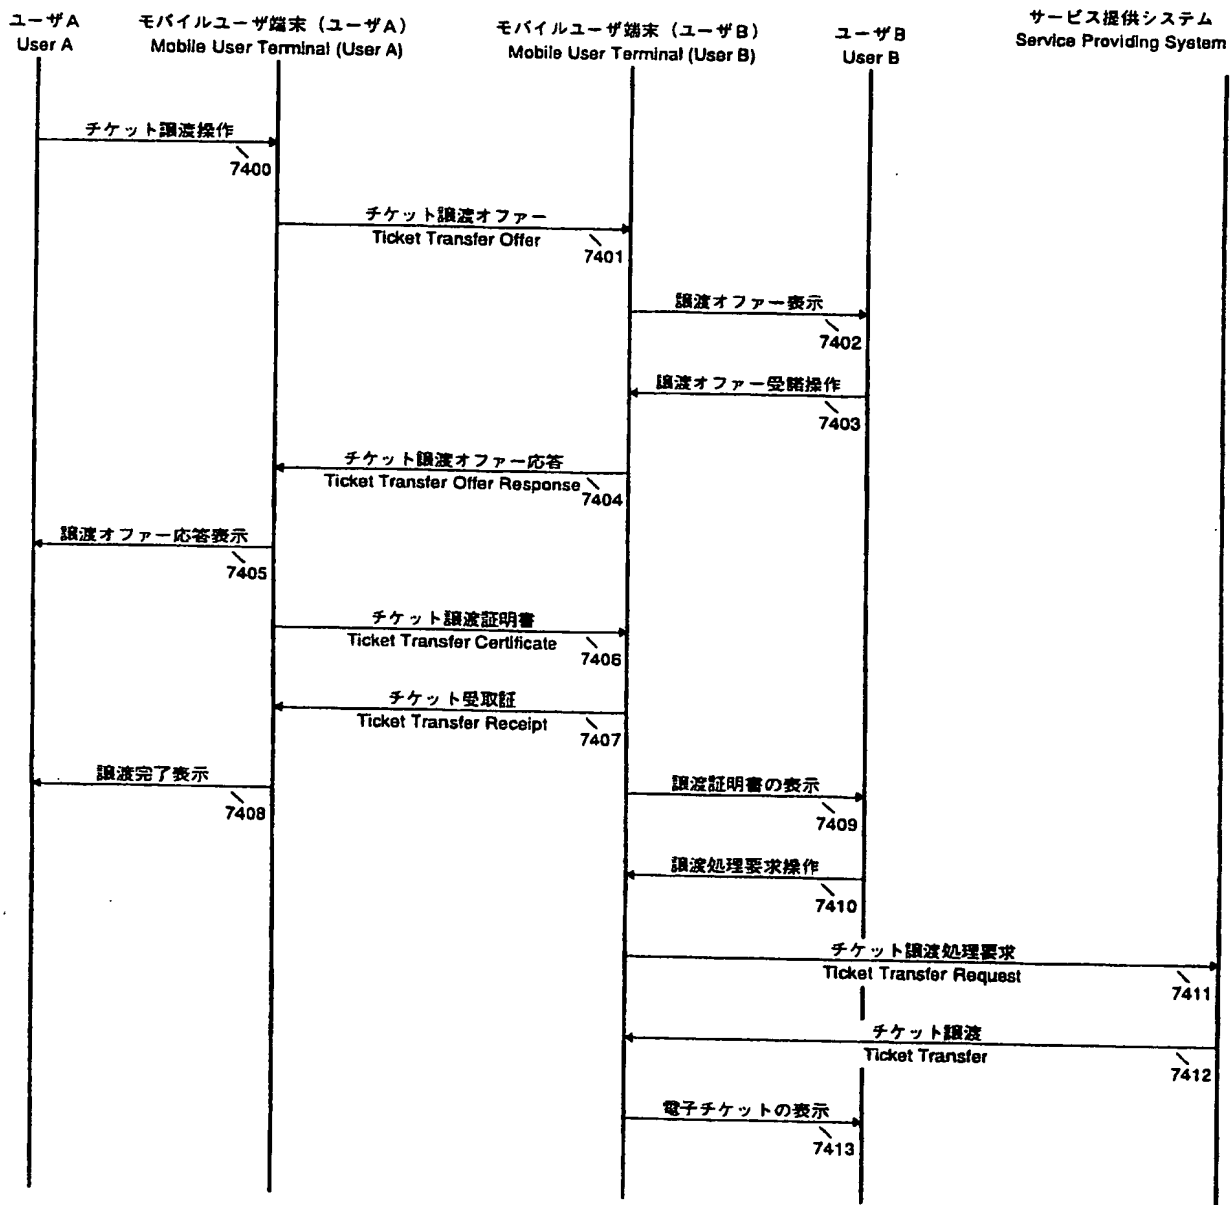 ユーザA
User A
モバイルユーザ端末（ユーザA）
Mobile User Terminal (User A)
モバイルユーザ端末（ユーザB）
Mobile User Terminal (User B)
ユーザB
User B
サービス提供システム
Service Providing System
チケット譲渡操作
7400
チケット譲渡オファー
Ticket Transfer Offer
7401
譲渡オファー表示
7402
譲渡オファー受諾操作
7403
チケット譲渡オファー応答
Ticket Transfer Offer Response
7404
譲渡オファー応答表示
7405
チケット譲渡証明書
Ticket Transfer Certificate
7406
チケット受取証
Ticket Transfer Receipt
7407
譲渡完了表示
7408
譲渡証明書の表示
7409
譲渡処理要求操作
7410
チケット譲渡処理要求
Ticket Transfer Request
7411
チケット譲渡
Ticket Transfer
7412
電子チケットの表示
7413